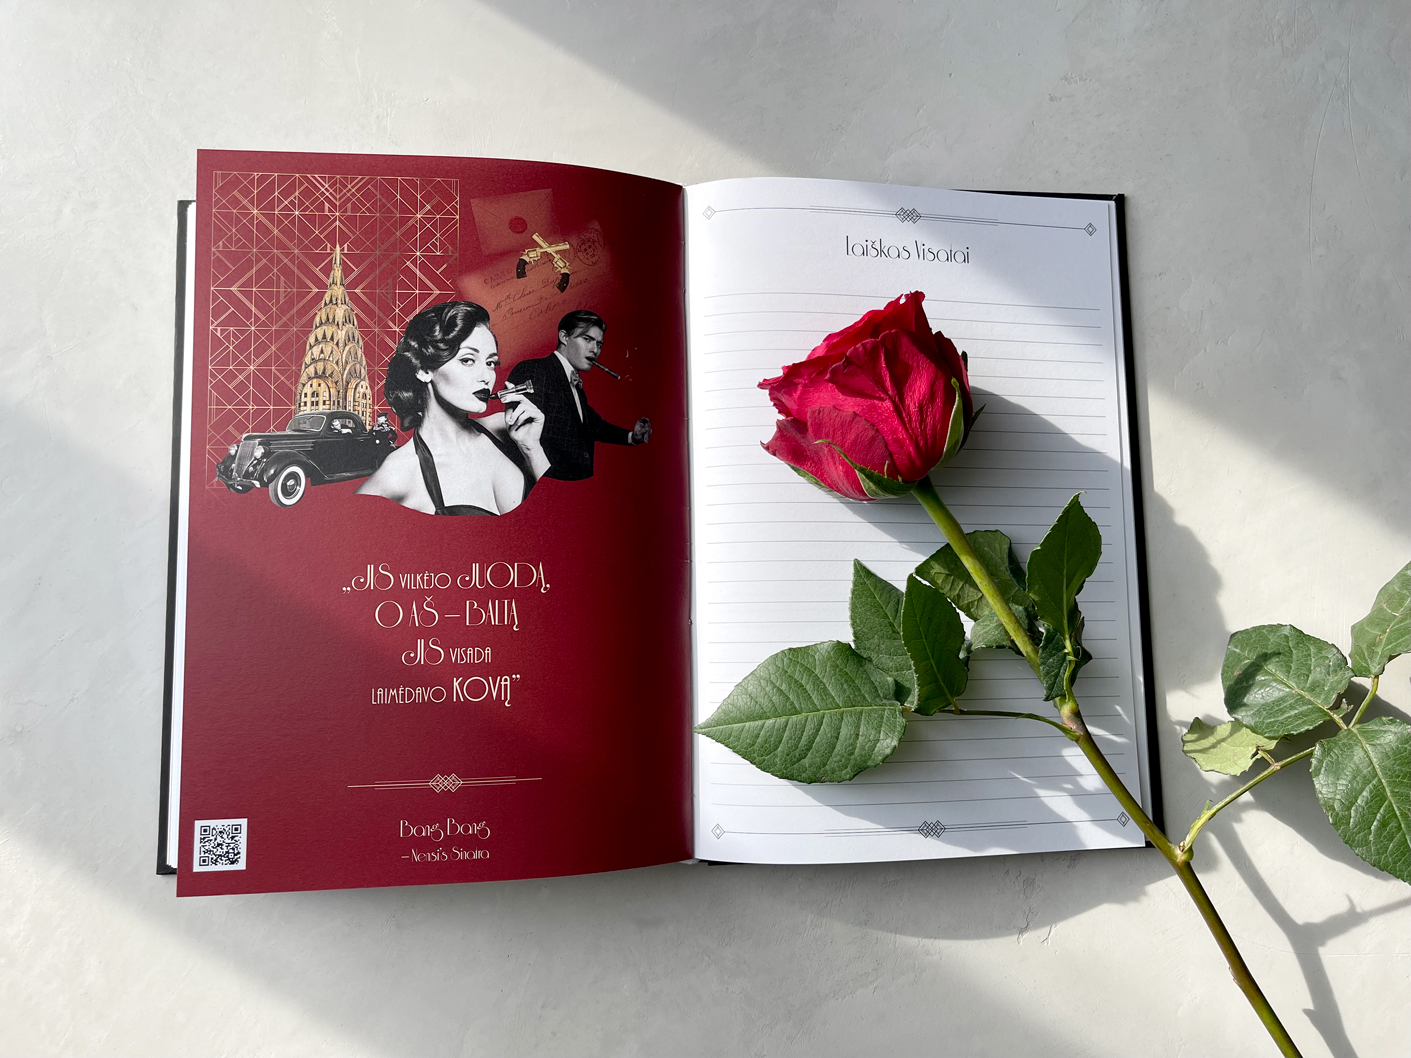 „JIS VILKĖJO JUODĄ,
O AŠ – BALTĄ
JIS VISADA
LAIMĖDAVO KOVĄ”
Bang Bang
– Nensi's Sinatra
Laiškas Visatai